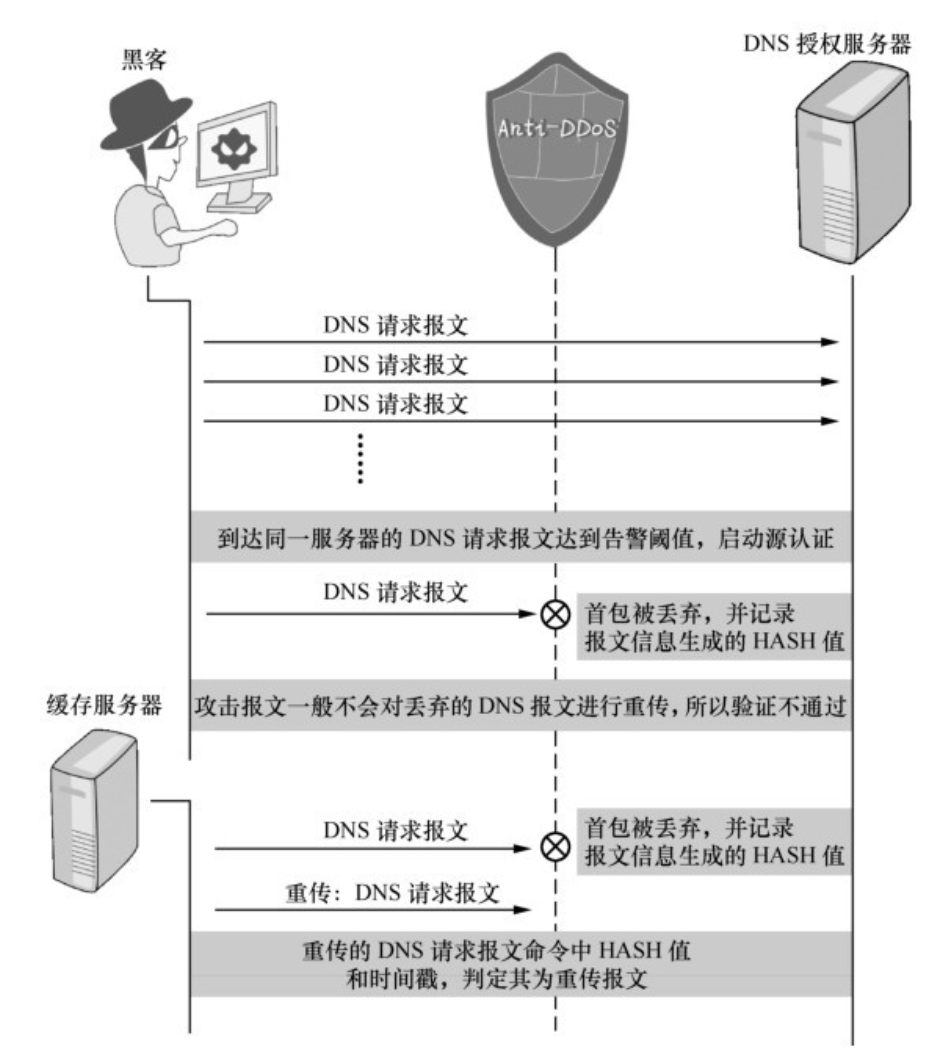 黑客
DNS 授权服务器
Anti-DDoS
DNS 请求报文
DNS 请求报文
DNS 请求报文
到达同一服务器的 DNS 请求报文达到告警阈值，启动源认证
DNS 请求报文
首包被丢弃，并记录
报文信息生成的 HASH 值
缓存服务器
攻击报文一般不会对丢弃的 DNS 报文进行重传，所以验证不通过
DNS 请求报文
首包被丢弃，并记录
报文信息生成的 HASH 值
重传：DNS 请求报文
重传的 DNS 请求报文命令中 HASH 值
和时间戳，判定其为重传报文